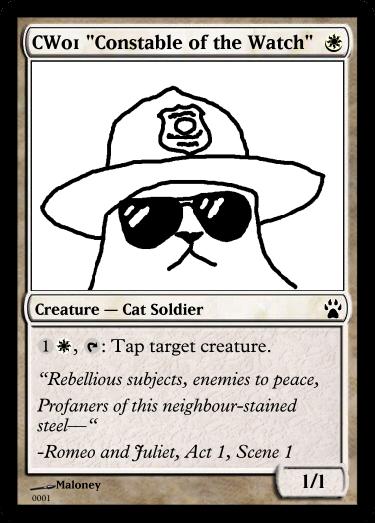 CW01 "Constable of the Watch"
Creature — Cat Soldier
1 , : Tap target creature.
“Rebellious subjects, enemies to peace,
Profaners of this neighbour-stained
steel—“
-Romeo and Juliet, Act 1, Scene 1
1/1
Maloney
0001